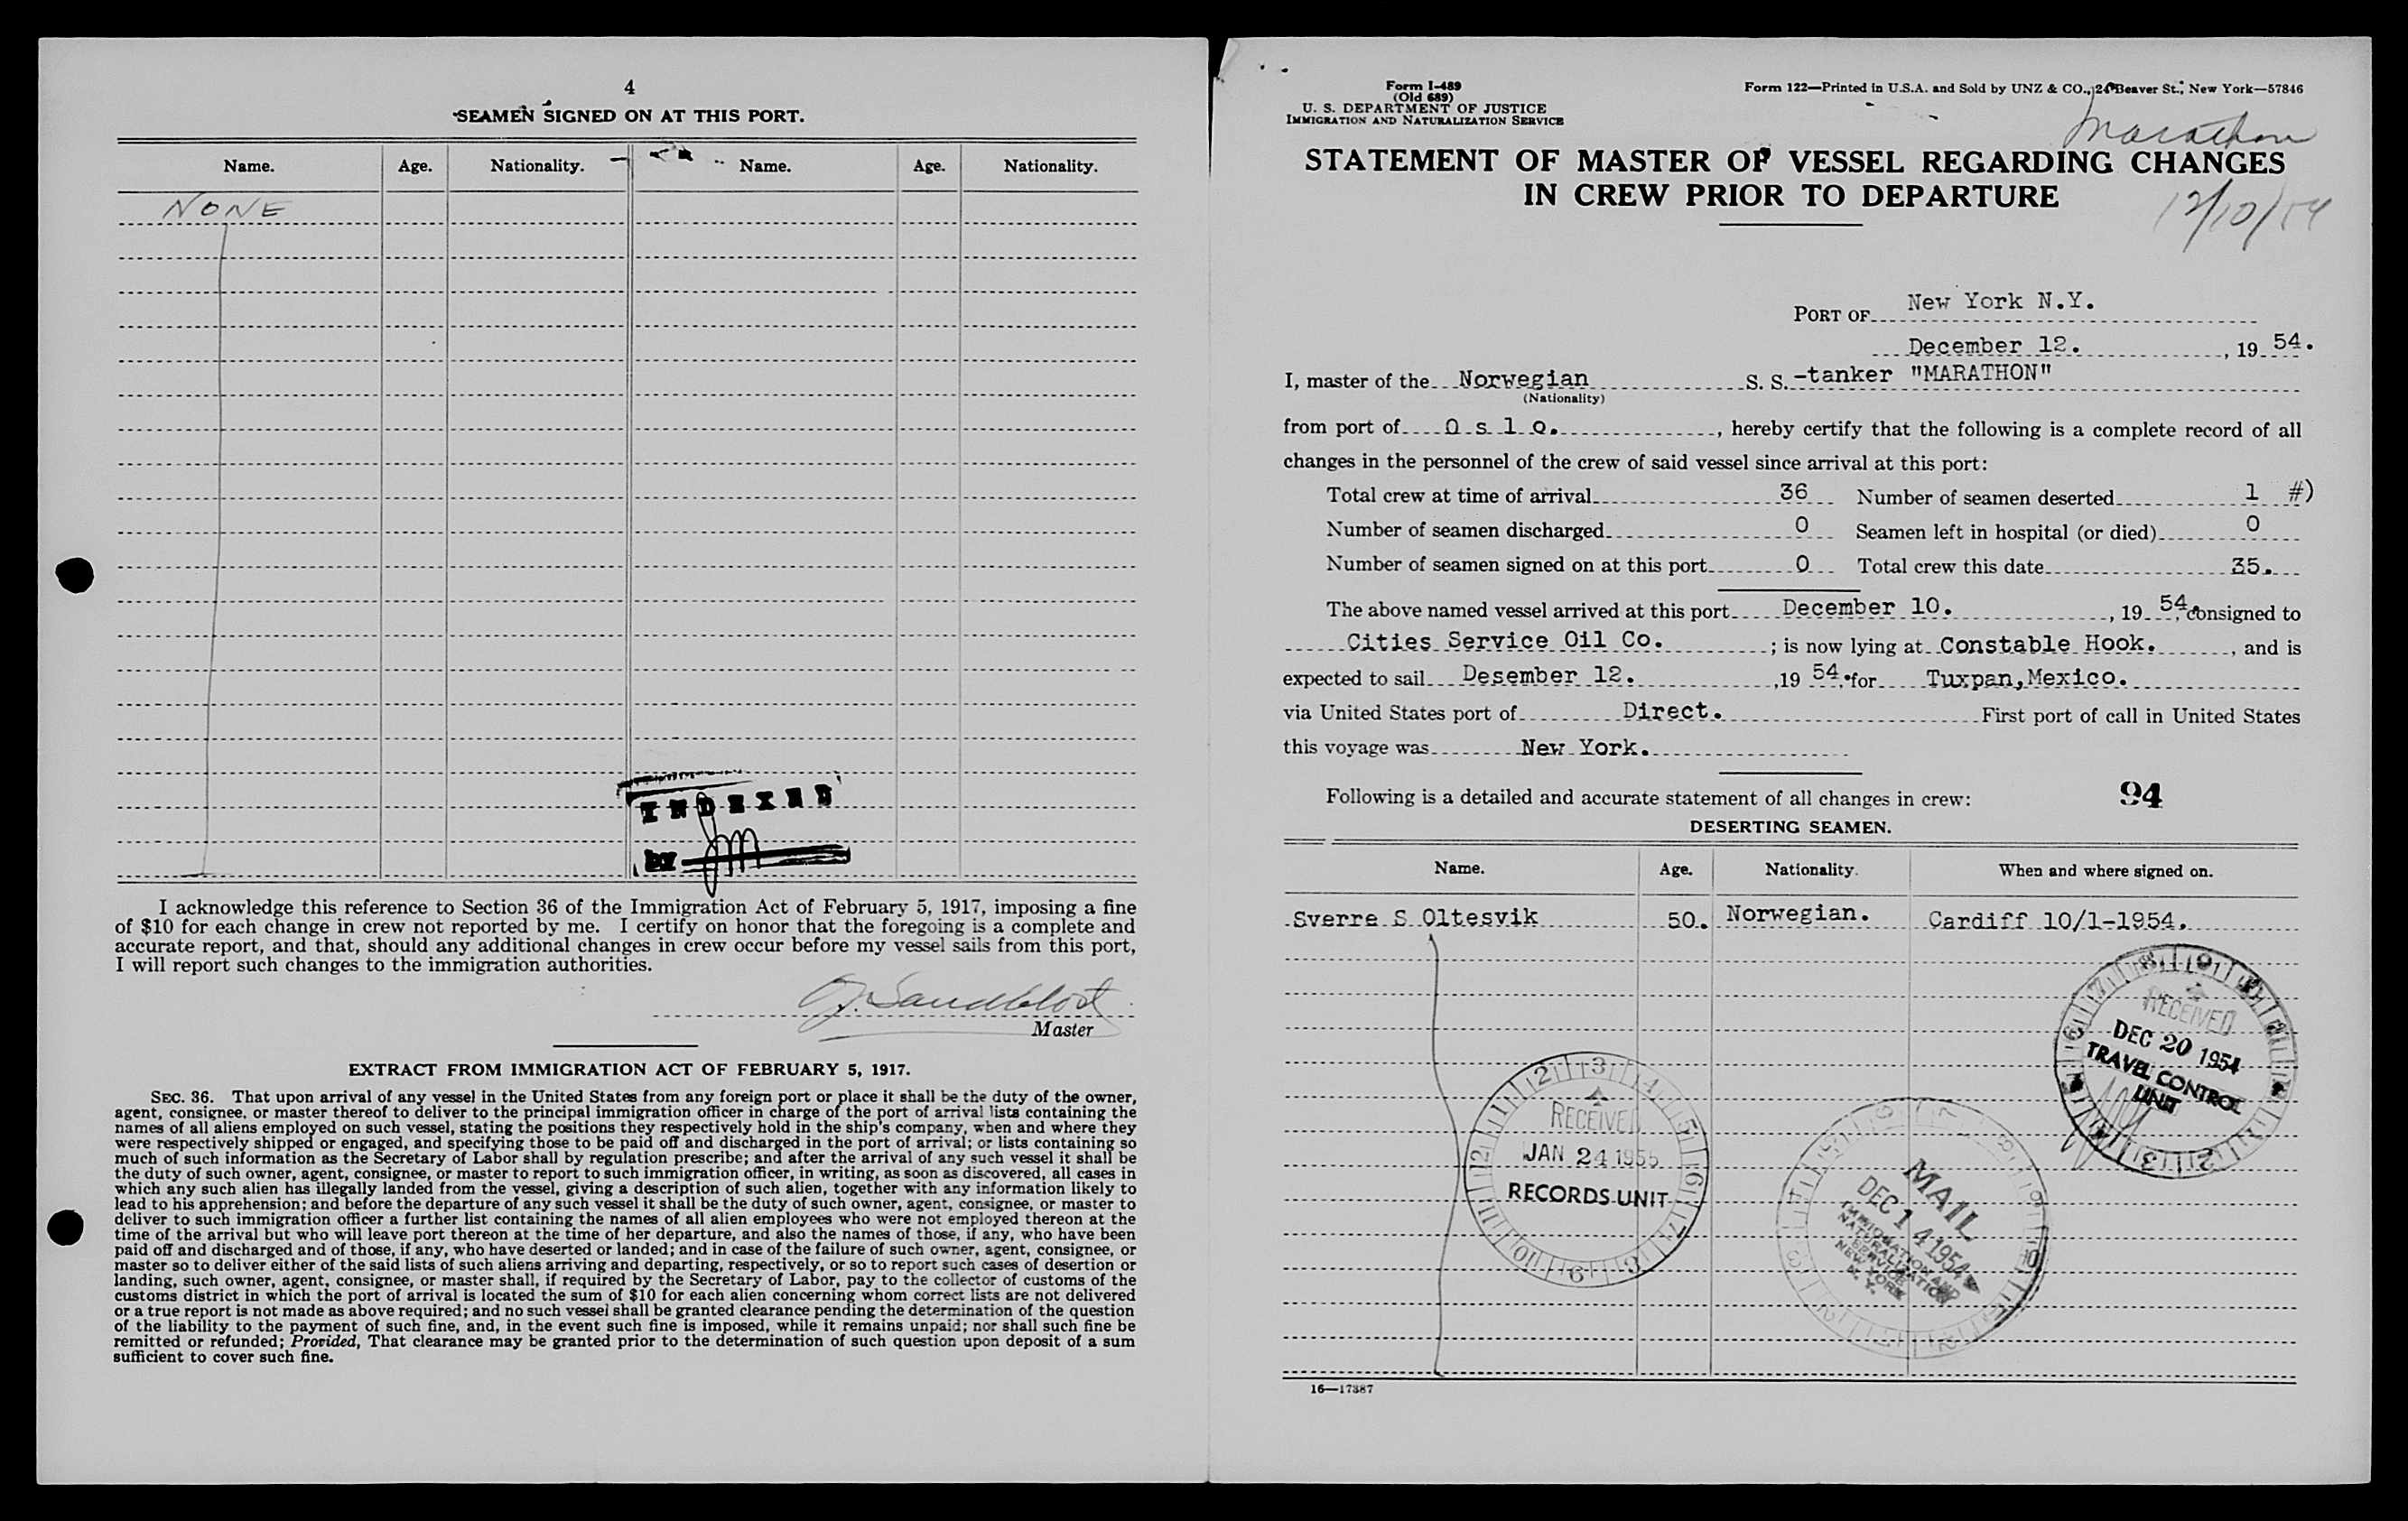 4
SEAMEN SIGNED ON AT THIS PORT.
Name. Age. Nationality. Name. Age. Nationality.
NONE
INDEXED
by
I acknowledge this reference to Section 36 of the Immigration Act of February 5, 1917, imposing a fine
of $10 for each change in crew not reported by me. I certify on honor that the foregoing is a complete and
accurate report, and that, should any additional changes in crew occur before my vessel sails from this port,
I will report such changes to the immigration authorities.
Master
EXTRACT FROM IMMIGRATION ACT OF FEBRUARY 5, 1917.
SEC. 36. That upon arrival of any vessel in the United States from any foreign port or place it shall be the duty of the owner,
agent, consignee, or master thereof to deliver to the principal immigration officer in charge of the port of arrival lists containing the
names of all aliens employed on such vessel, stating the positions they respectively hold in the ship's company, when and where they
were respectively shipped or engaged, and specifying those to be paid off and discharged in the port of arrival; or lists containing so
much of such information as the Secretary of Labor shall by regulation prescribe; and after the arrival of any such vessel it shall be
the duty of such owner, agent, consignee, or master to report to such immigration officer, in writing, as soon as discovered, all cases in
which any such alien has illegally landed from the vessel, giving a description of such alien, together with any information likely to
lead to his apprehension; and before the departure of any such vessel it shall be the duty of such owner, agent, consignee, or master to
deliver to such immigration officer a further list containing the names of all alien employees who were not employed thereon at the
time of the arrival but who will leave port thereon at the time of her departure, and also the names of those, if any, who have been
paid off and discharged and of those, if any, who have deserted or landed; and in case of the failure of such owner, agent, consignee, or
master so to deliver either of the said lists of such aliens arriving and departing, respectively, or so to report such cases of desertion or
landing, such owner, agent, consignee, or master shall, if required by the Secretary of Labor, pay to the collector of customs of the
customs district in which the port of arrival is located the sum of $10 for each alien concerning whom correct lists are not delivered
or a true report is not made as above required; and no such vessel shall be granted clearance pending the determination of the question
of the liability to the payment of such fine, and, in the event such fine is imposed, while it remains unpaid; nor shall such fine be
remitted or refunded; Provided, That clearance may be granted prior to the determination of such question upon deposit of a sum
sufficient to cover such fine.
Form I-489
(Old 689)
U. S. DEPARTMENT OF JUSTICE
IMMIGRATION AND NATURALIZATION SERVICE
Form 122—Printed in U.S.A. and Sold by UNZ & CO., 24 Beaver St., New York—57846
Marathon
STATEMENT OF MASTER OF VESSEL REGARDING CHANGES
IN CREW PRIOR TO DEPARTURE
12/10/54
PORT OF New York N.Y.
December 12. , 19 54.
I, master of the Norwegian S. S. -tanker "MARATHON"
(Nationality)
from port of O s l o. , hereby certify that the following is a complete record of all
changes in the personnel of the crew of said vessel since arrival at this port:
Total crew at time of arrival 36 Number of seamen deserted 1 #)
Number of seamen discharged 0 Seamen left in hospital (or died) 0
Number of seamen signed on at this port 0 Total crew this date 35.
The above named vessel arrived at this port December 10. , 19 54, consigned to
Cities Service Oil Co. ; is now lying at Constable Hook. , and is
expected to sail Desember 12. ,19 54. for Tuxpan,Mexico.
via United States port of Direct. First port of call in United States
this voyage was New York.
Following is a detailed and accurate statement of all changes in crew: 94
DESERTING SEAMEN.
Name. Age. Nationality. When and where signed on.
Sverre S Oltesvik 50. Norwegian. Cardiff 10/1-1954.
RECEIVED
DEC 20 1954
TRAVEL CONTROL
UNIT
RECEIVED
JAN 24 1955
RECORDS UNIT
MAIL
DEC 14 1954
IMMIGRATION AND
NATURALIZATION
SERVICE
NEW YORK
N. Y.
16—17387